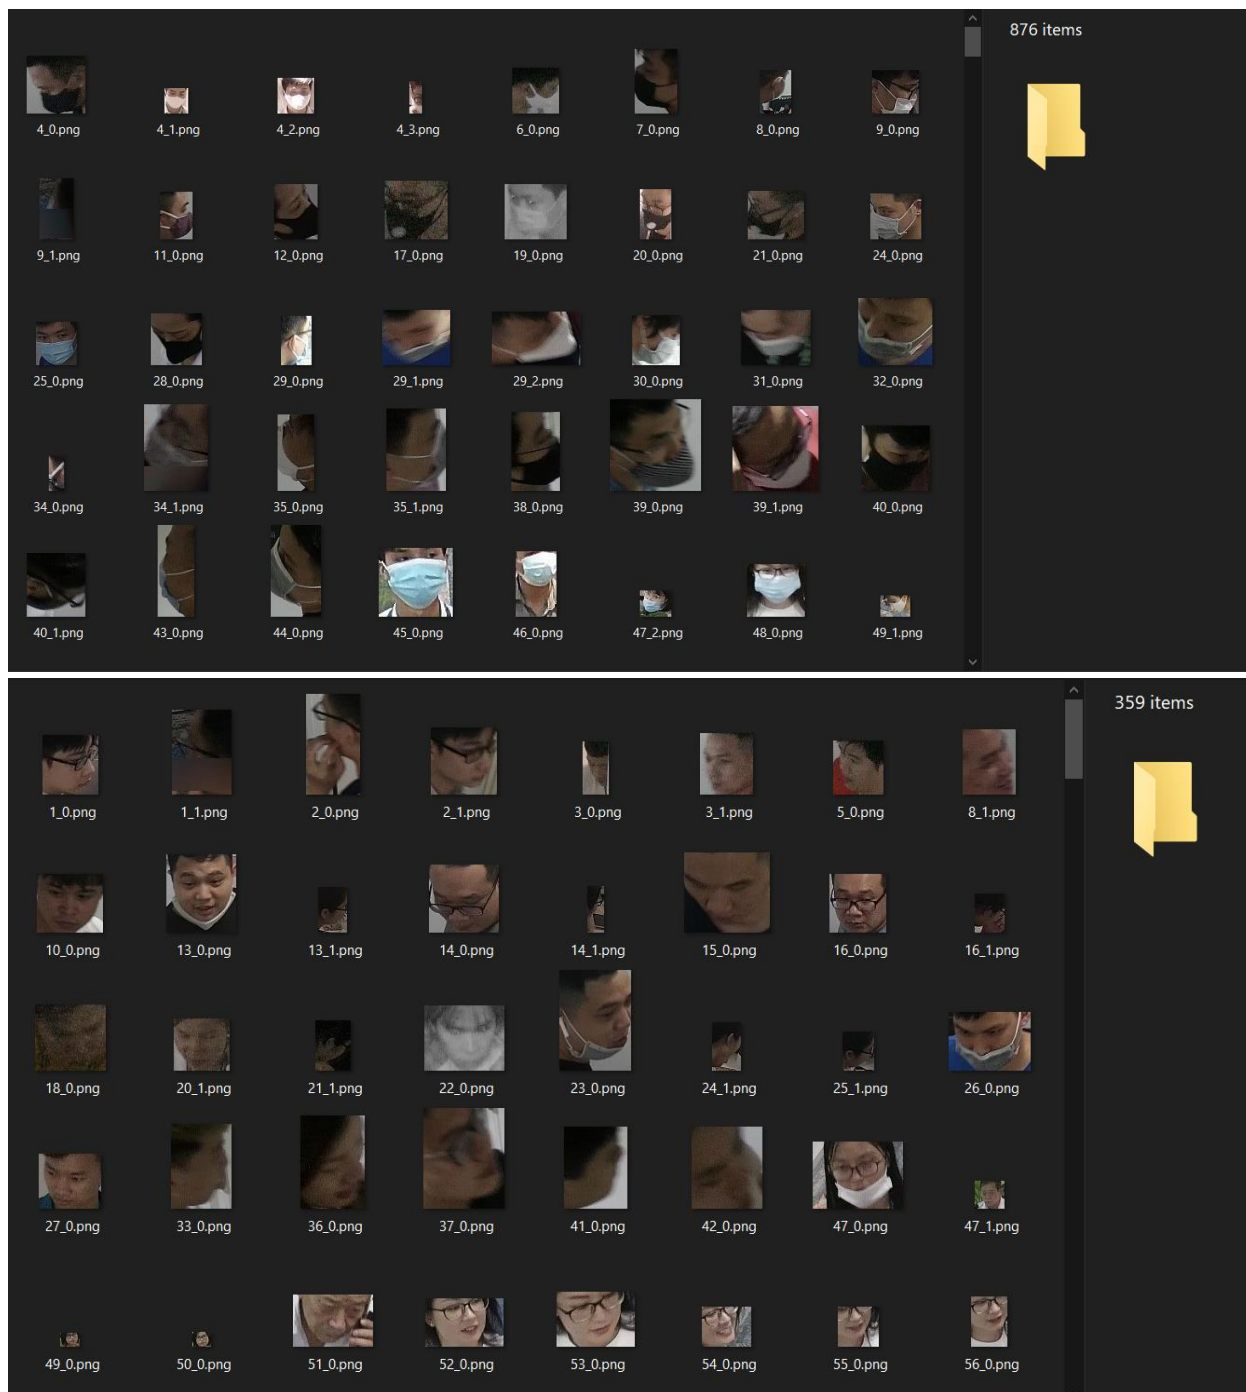 876 items
4_0.png 4_1.png 4_2.png 4_3.png 6_0.png 7_0.png 8_0.png 9_0.png
9_1.png 11_0.png 12_0.png 17_0.png 19_0.png 20_0.png 21_0.png 24_0.png
25_0.png 28_0.png 29_0.png 29_1.png 29_2.png 30_0.png 31_0.png 32_0.png
34_0.png 34_1.png 35_0.png 35_1.png 38_0.png 39_0.png 39_1.png 40_0.png
40_1.png 43_0.png 44_0.png 45_0.png 46_0.png 47_2.png 48_0.png 49_1.png
359 items
1_0.png 1_1.png 2_0.png 2_1.png 3_0.png 3_1.png 5_0.png 8_1.png
10_0.png 13_0.png 13_1.png 14_0.png 14_1.png 15_0.png 16_0.png 16_1.png
18_0.png 20_1.png 21_1.png 22_0.png 23_0.png 24_1.png 25_1.png 26_0.png
27_0.png 33_0.png 36_0.png 37_0.png 41_0.png 42_0.png 47_0.png 47_1.png
49_0.png 50_0.png 51_0.png 52_0.png 53_0.png 54_0.png 55_0.png 56_0.png